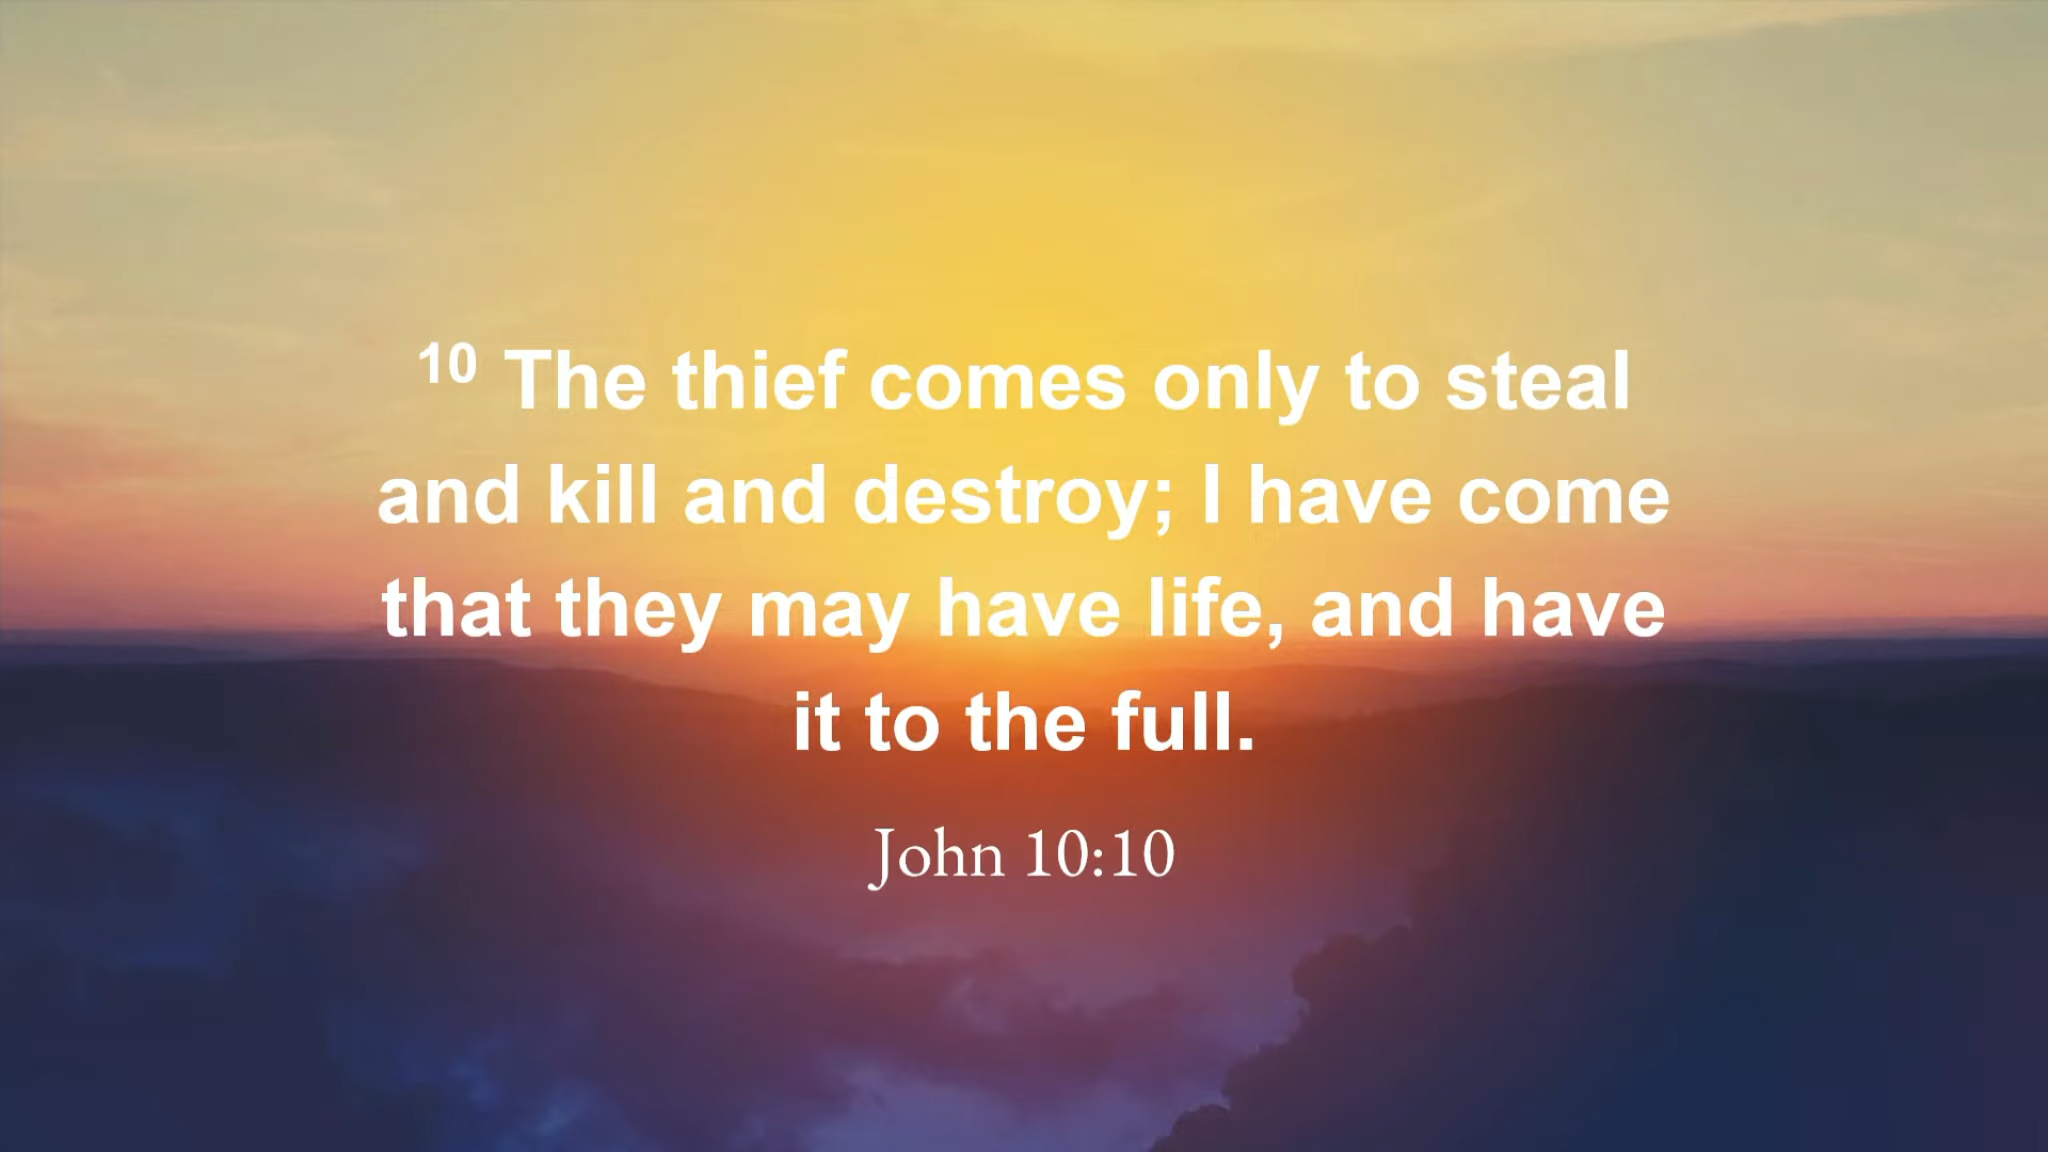 10 The thief comes only to steal
and kill and destroy; I have come
that they may have life, and have
it to the full.
John 10:10